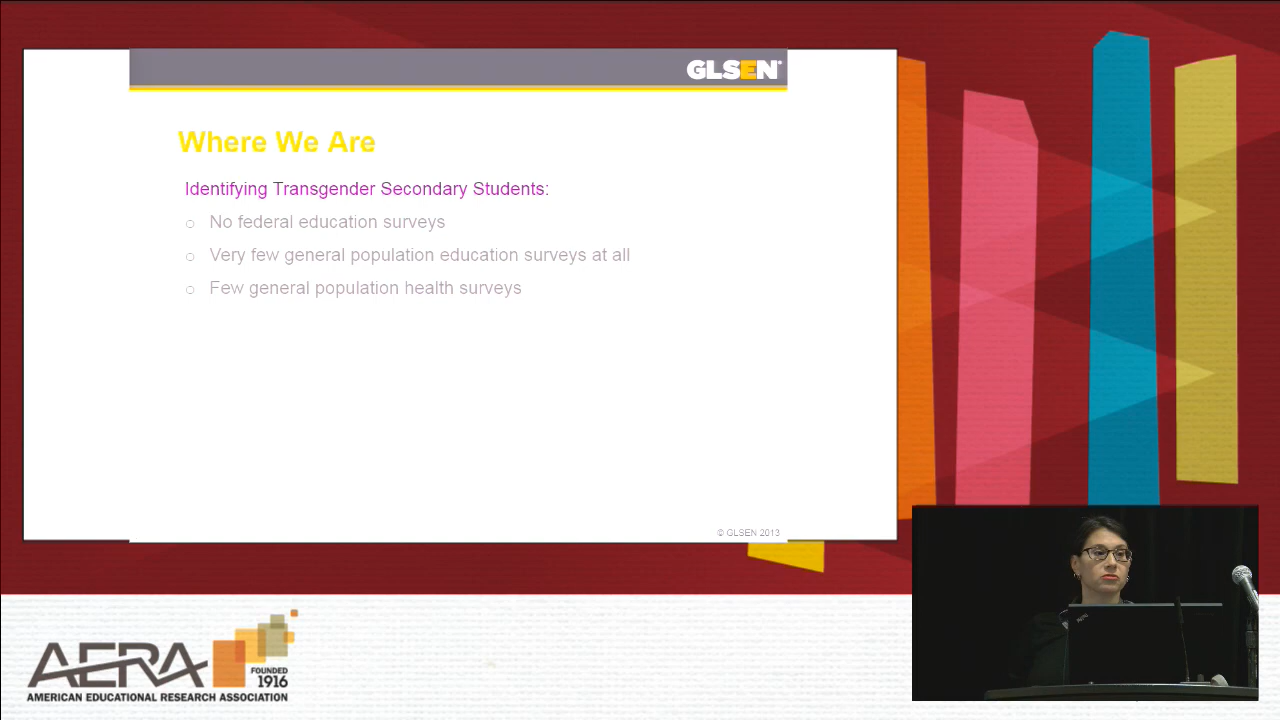 GLSEN
Where We Are
Identifying Transgender Secondary Students:
No federal education surveys
Very few general population education surveys at all
Few general population health surveys
© GLSEN 2013
AERA
FOUNDED
1916
AMERICAN EDUCATIONAL RESEARCH ASSOCIATION